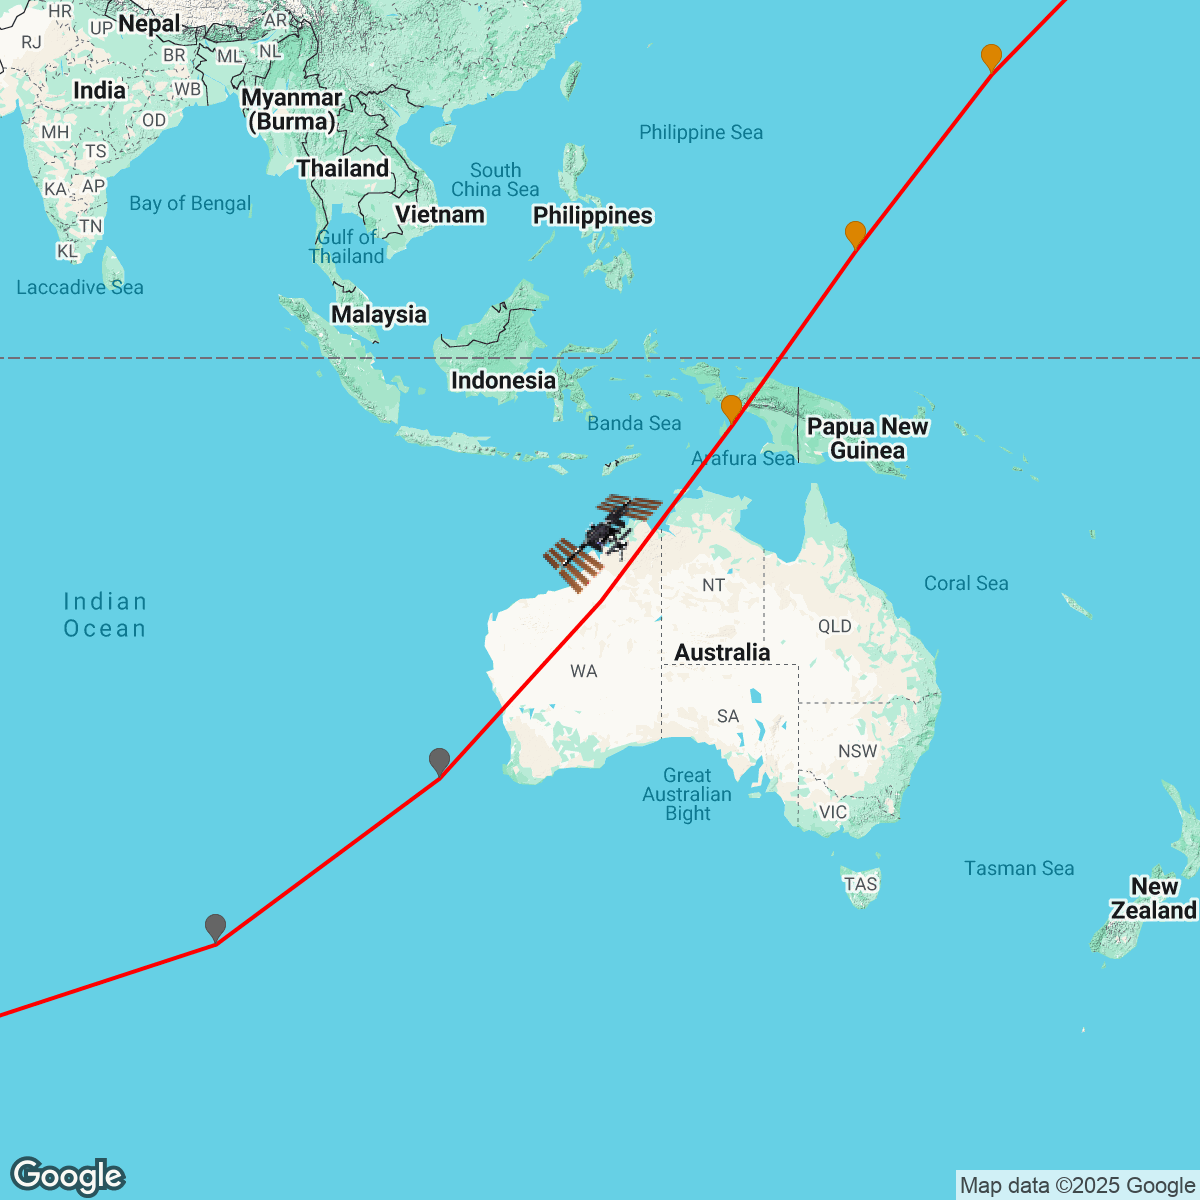 HR
Nepal
AR
UP
RJ
BR
ML
NL
India
WB
Myanmar
(Burma)
OD
MH
Philippine Sea
TS
Thailand
South
China Sea
KA
AP
Bay of Bengal
Vietnam
Philippines
TN
Gulf of
Thailand
KL
Laccadive Sea
Malaysia
Indonesia
Banda Sea
Papua New
Guinea
Arafura Sea
NT
Coral Sea
Indian
Ocean
QLD
Australia
WA
SA
NSW
Great
Australian
Bight
VIC
Tasman Sea
TAS
New
Zealand
Google
Map data ©2025 Google